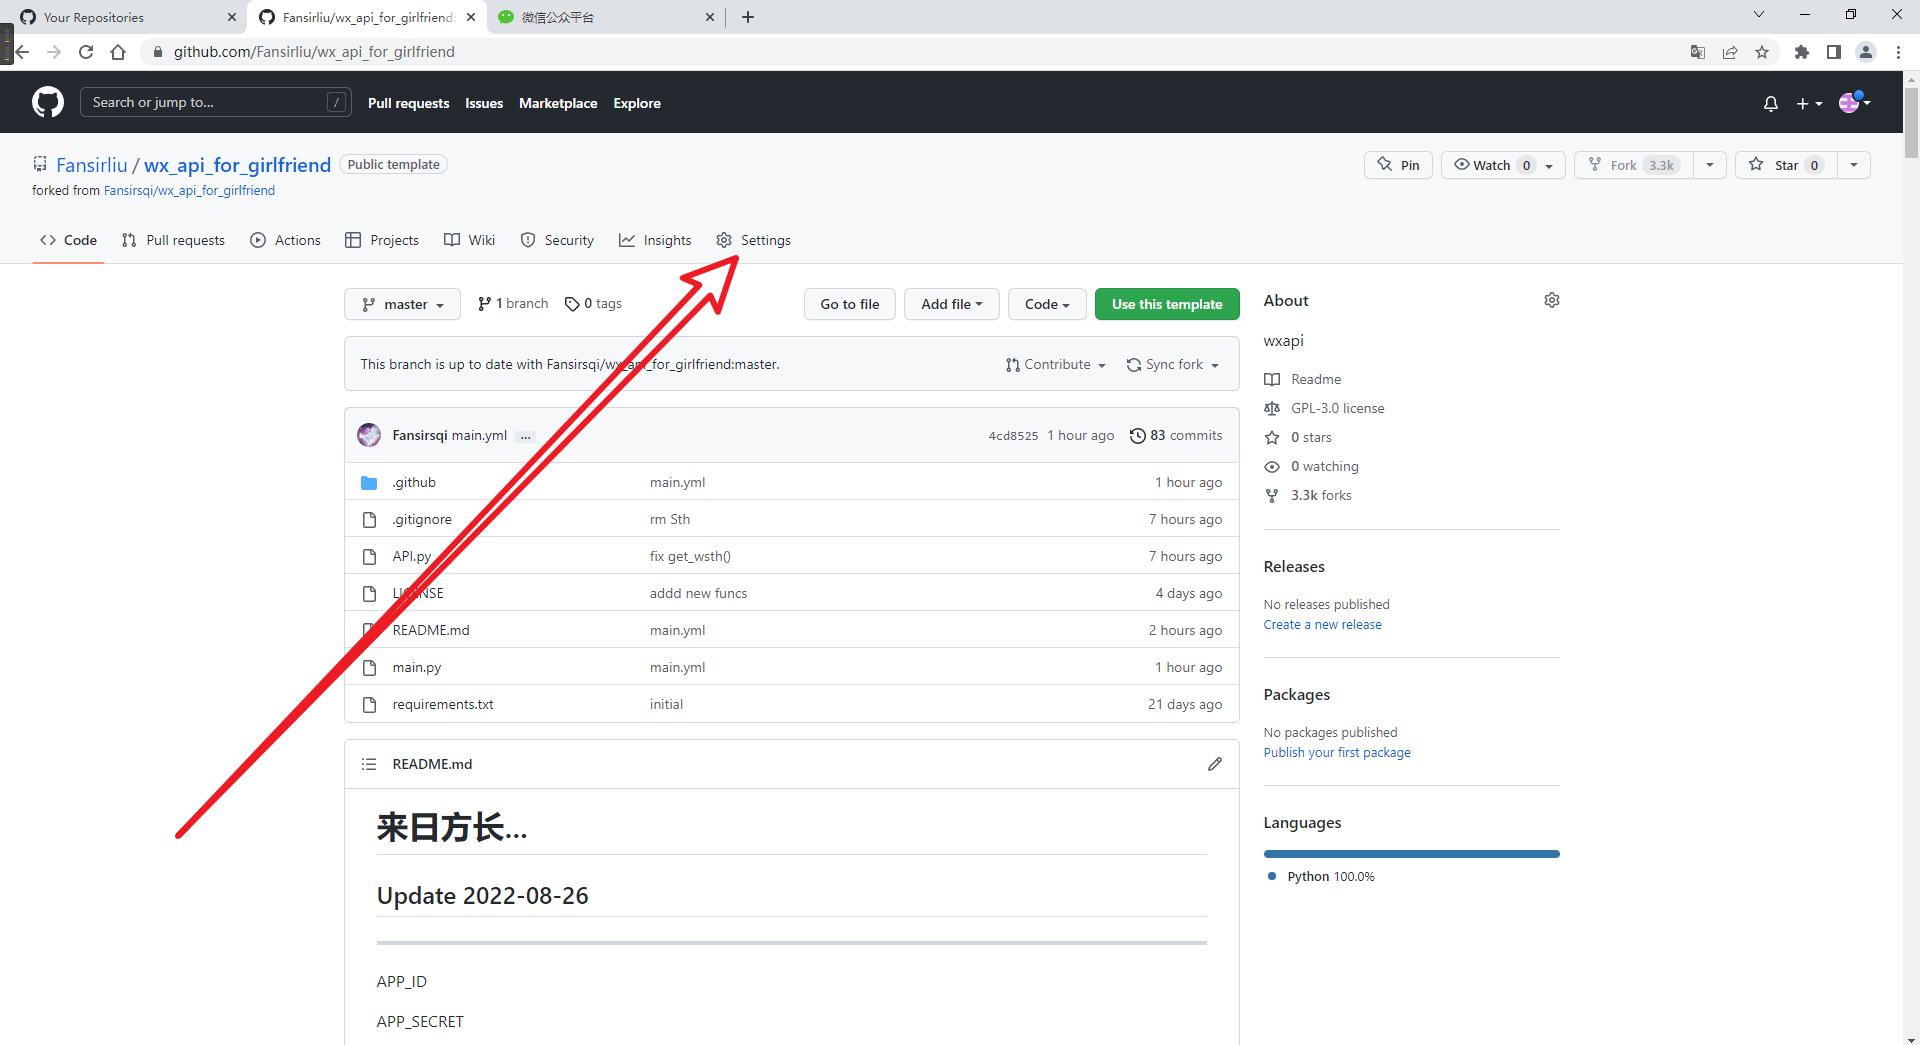 Your Repositories
Fansirliu/wx_api_for_girlfriend:
微信公众平台
github.com/Fansirliu/wx_api_for_girlfriend
Search or jump to...
/
Pull requests
Issues
Marketplace
Explore
Fansirliu / wx_api_for_girlfriend
Public template
Pin
Watch 0
Fork 3.3k
Star 0
forked from Fansirsqi/wx_api_for_girlfriend
Code
Pull requests
Actions
Projects
Wiki
Security
Insights
Settings
master
1 branch
0 tags
Go to file
Add file
Code
Use this template
This branch is up to date with Fansirsqi/wx_api_for_girlfriend:master.
Contribute
Sync fork
Fansirsqi main.yml ...
4cd8525 1 hour ago
83 commits
.github main.yml 1 hour ago
.gitignore rm Sth 7 hours ago
API.py fix get_wsth() 7 hours ago
LICENSE addd new funcs 4 days ago
README.md main.yml 2 hours ago
main.py main.yml 1 hour ago
requirements.txt initial 21 days ago
README.md
来日方长...
Update 2022-08-26
APP_ID
APP_SECRET
About
wxapi
Readme
GPL-3.0 license
0 stars
0 watching
3.3k forks
Releases
No releases published
Create a new release
Packages
No packages published
Publish your first package
Languages
Python 100.0%